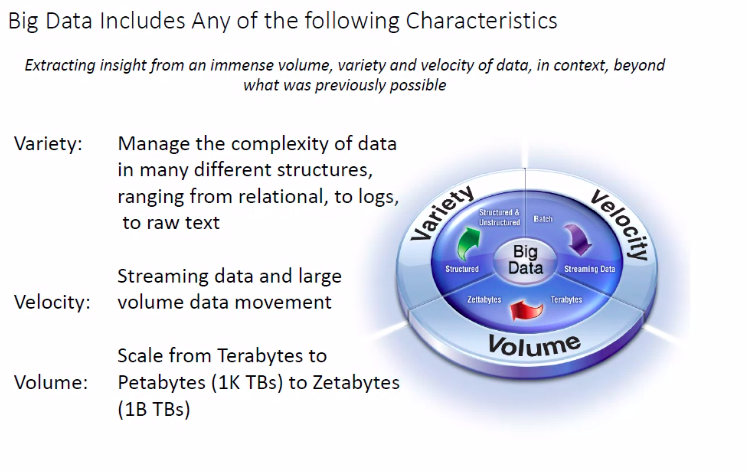 Big Data Includes Any of the following Characteristics
Extracting insight from an immense volume, variety and velocity of data, in context, beyond
what was previously possible
Variety:
Manage the complexity of data
in many different structures,
ranging from relational, to logs,
to raw text
Velocity:
Streaming data and large
volume data movement
Volume:
Scale from Terabytes to
Petabytes (1K TBs) to Zetabytes
(1B TBs)
Variety
Velocity
Volume
Structured &
Unstructured
Batch
Structured
Big
Data
Streaming Data
Zettabytes
Terabytes